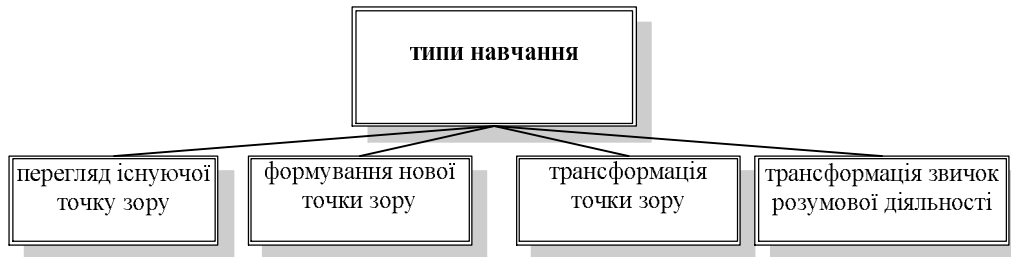 типи навчання
перегляд існуючої
точку зору
формування нової
точки зору
трансформація
точки зору
трансформація звичок
розумової діяльності